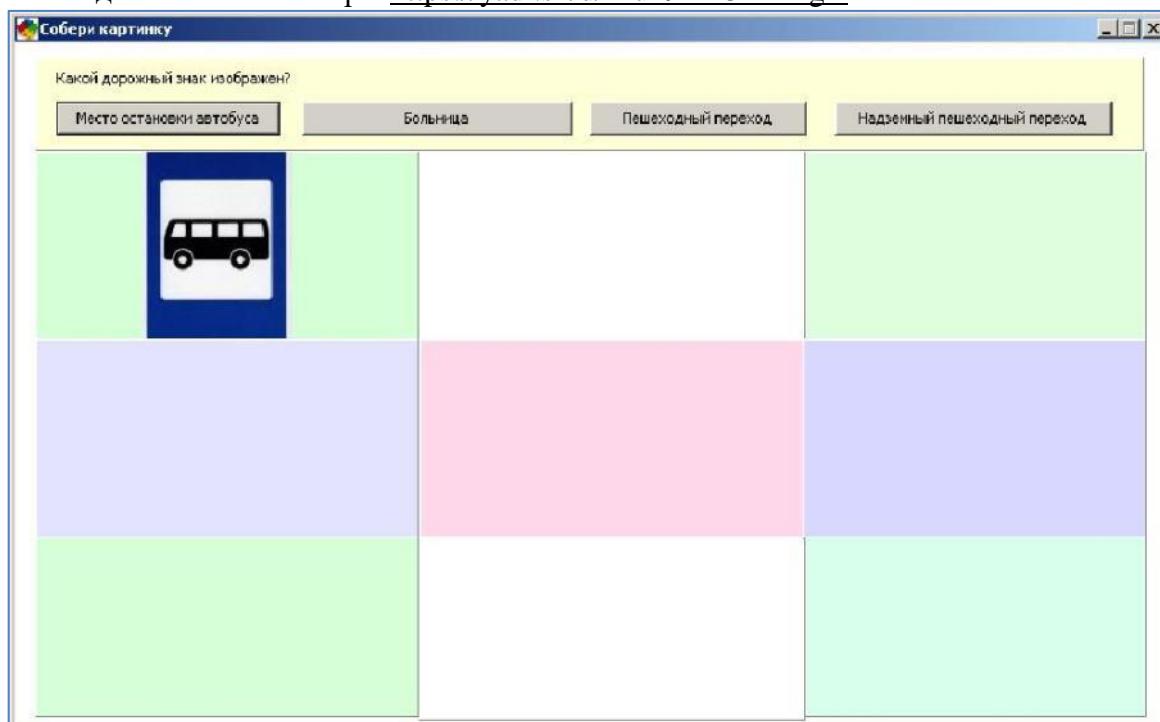 Собери картинку
Какой дорожный знак изображен?
Место остановки автобуса
Больница
Пешеходный переход
Надземный пешеходный переход